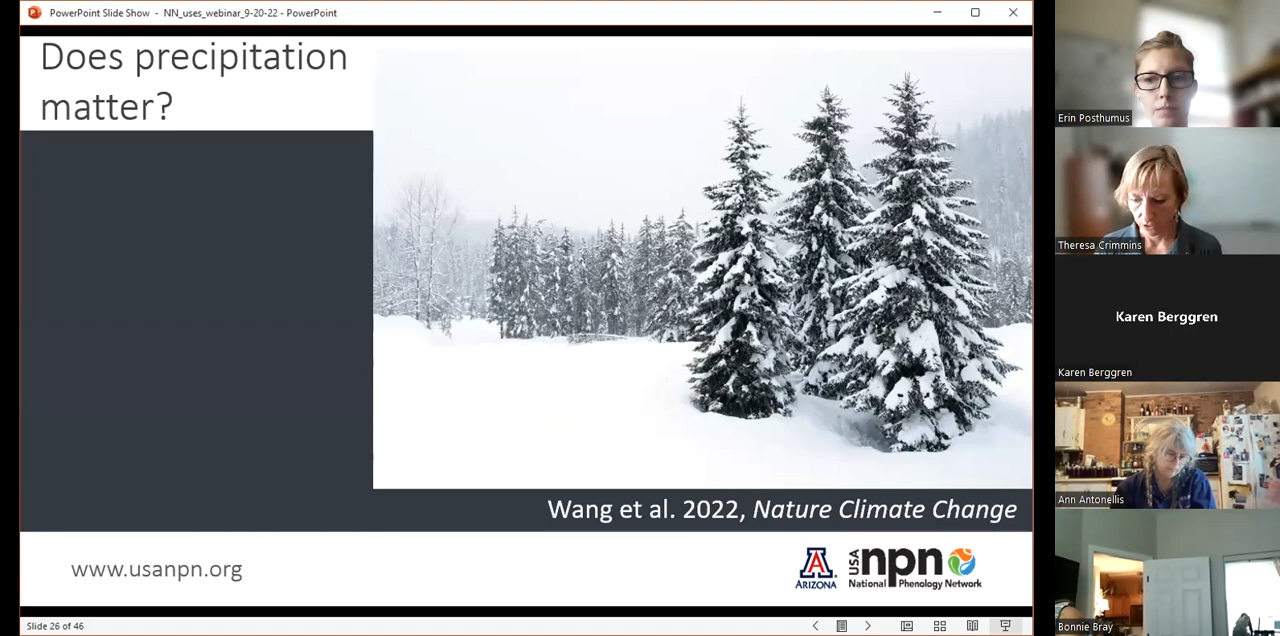 PowerPoint Slide Show - NN_uses_webinar_9-20-22 - PowerPoint
Does precipitation
matter?
Wang et al. 2022, Nature Climate Change
www.usanpn.org
A
ARIZONA
USA
npn
National Phenology Network
Slide 26 of 46
Erin Posthumus
Theresa Crimmins
Karen Berggren
Karen Berggren
Ann Antonellis
Bonnie Bray